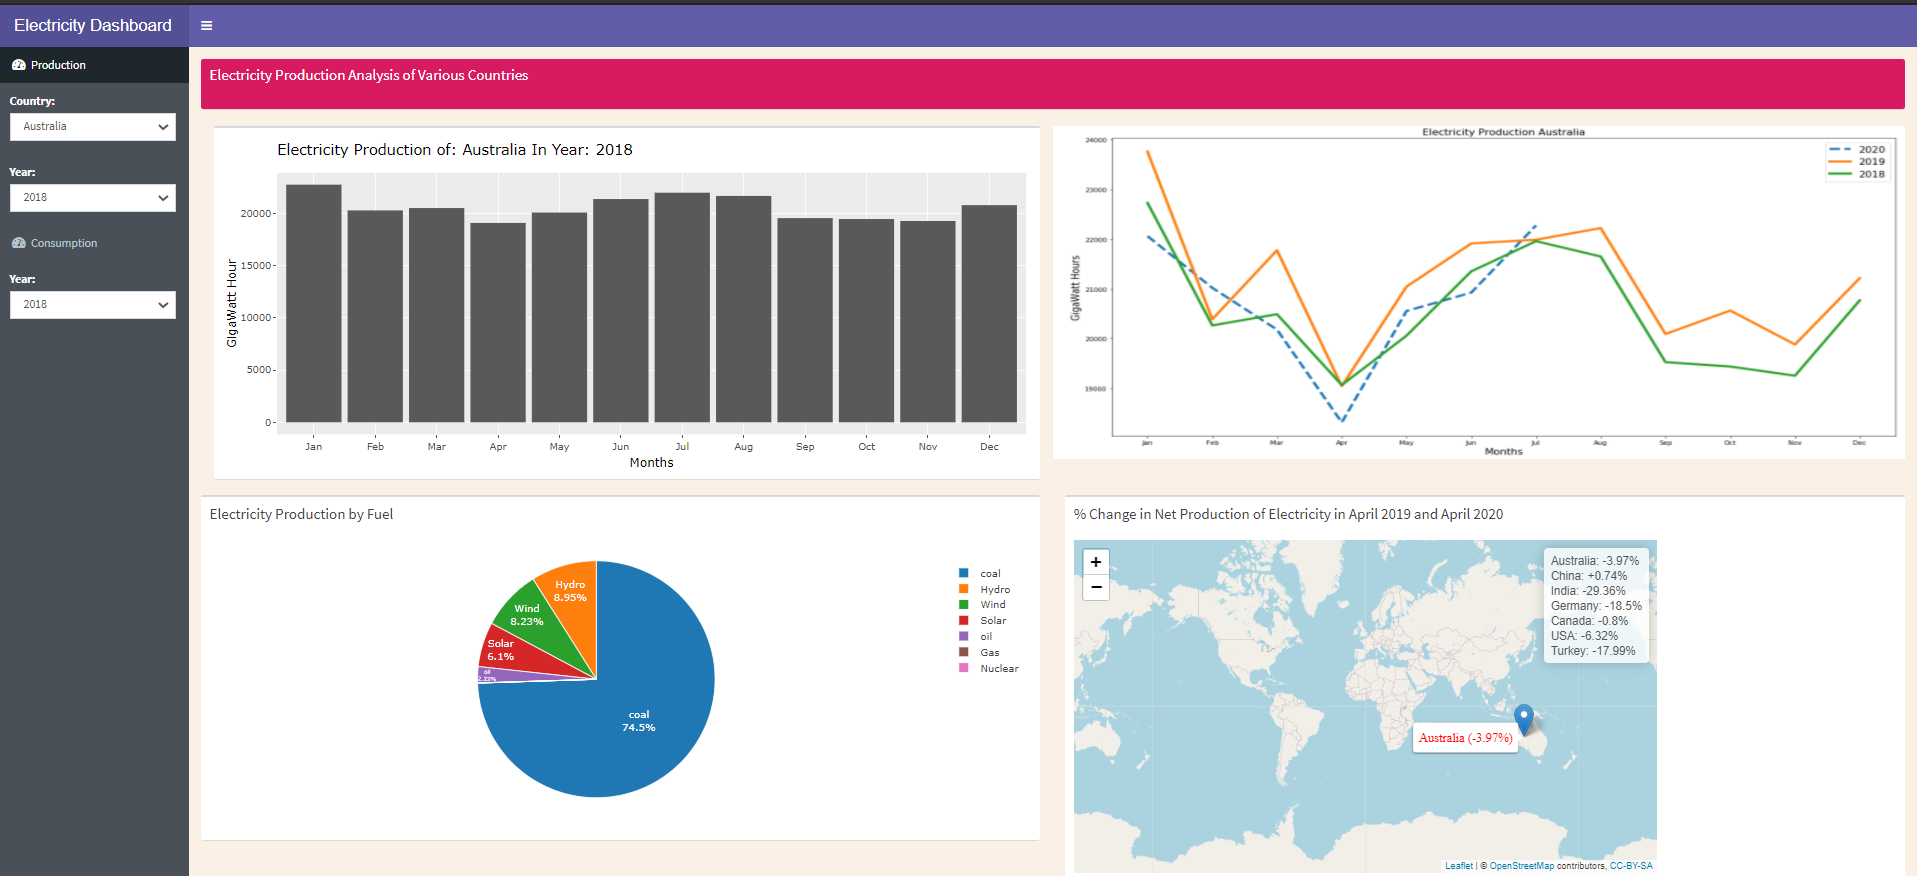 Electricity Dashboard
Production
Country:
Australia
Year:
2018
Consumption
Year:
2018
Electricity Production Analysis of Various Countries
Electricity Production of: Australia In Year: 2018
GigaWatt Hour
20000
15000
10000
5000
0
Jan Feb Mar Apr May Jun Jul Aug Sep Oct Nov Dec
Months
Electricity Production Australia
2020
2019
2018
GigaWatt Hours
24000
23000
22000
21000
20000
19000
Jan Feb Mar Apr May Jun Jul Aug Sep Oct Nov Dec
Months
Electricity Production by Fuel
Hydro
8.95%
Wind
8.23%
Solar
6.1%
oil
2.22%
coal
74.5%
coal
Hydro
Wind
Solar
oil
Gas
Nuclear
% Change in Net Production of Electricity in April 2019 and April 2020
+
−
Australia: -3.97%
China: +0.74%
India: -29.36%
Germany: -18.5%
Canada: -0.8%
USA: -6.32%
Turkey: -17.99%
Australia (-3.97%)
Leaflet | © OpenStreetMap contributors, CC-BY-SA